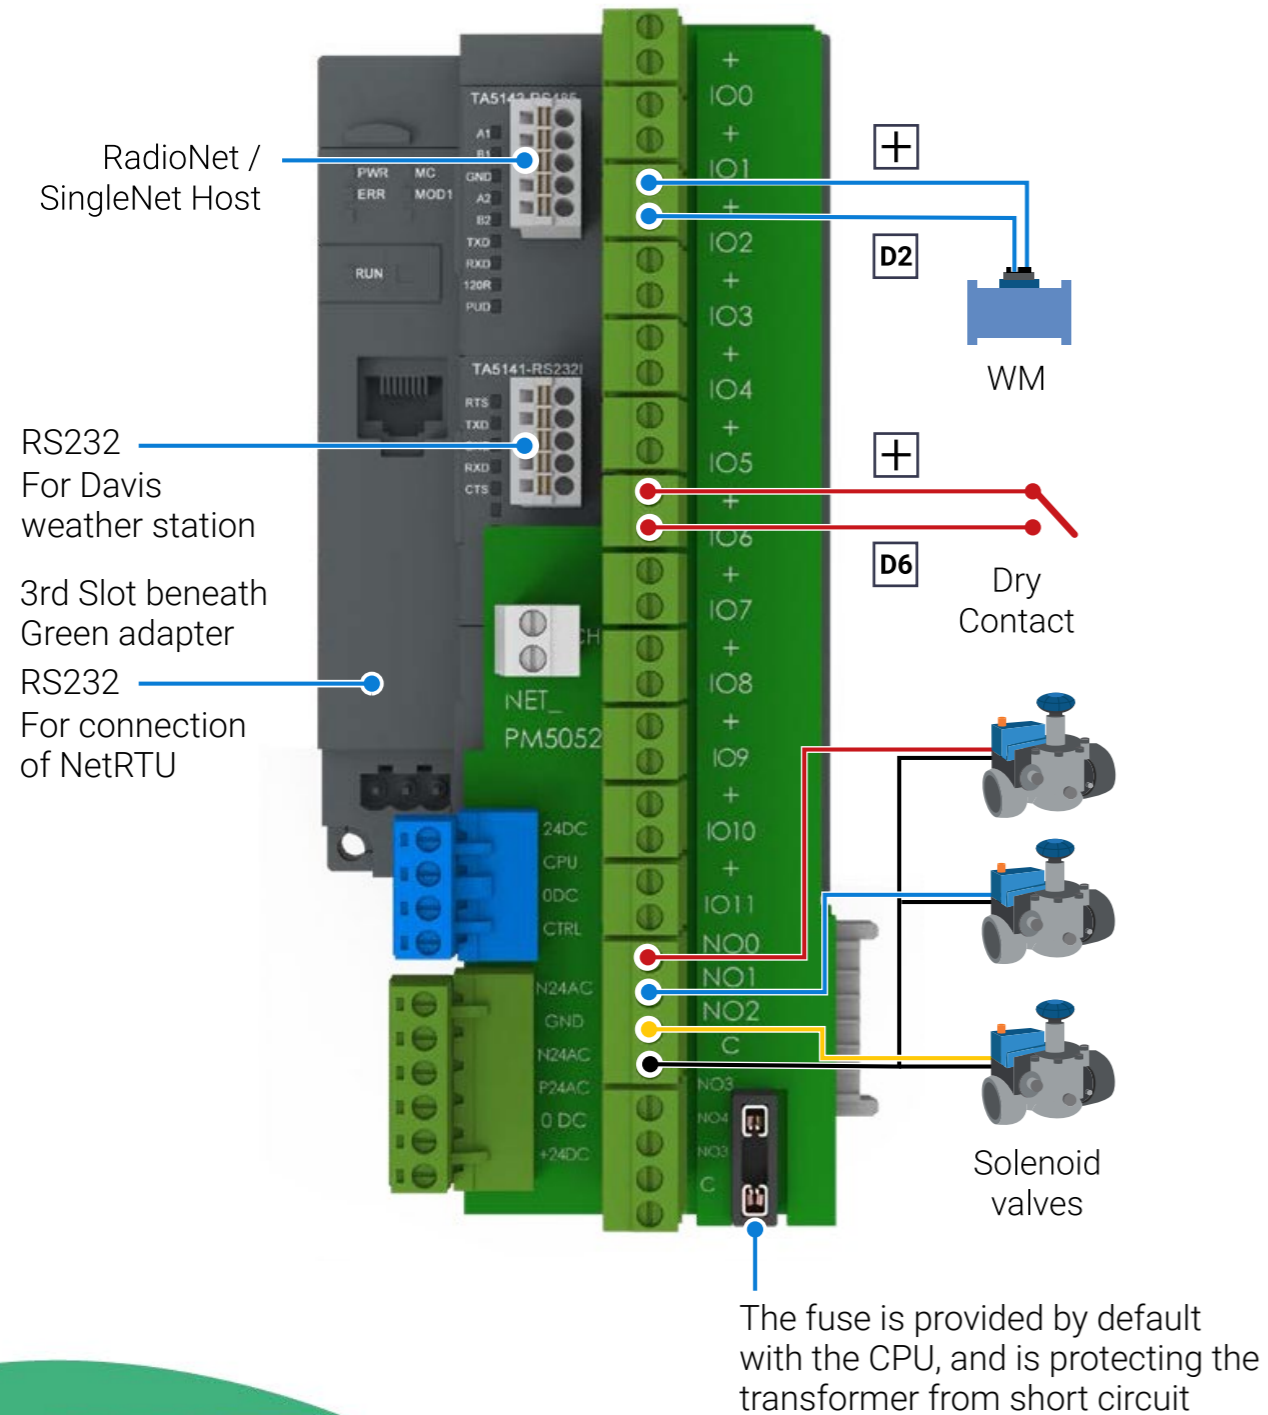 RadioNet /
SingleNet Host
RS232
For Davis
weather station
3rd Slot beneath
Green adapter
RS232
For connection
of NetRTU
PWR MC
ERR MOD1
RUN
TA5142-RS485
A1
B1
GND
A2
B2
TXD
RXD
120R
PUD
TA5141-RS232I
RTS
TXD
RXD
CTS
NET_
PM5052
24DC
CPU
0DC
CTRL
N24AC
GND
N24AC
P24AC
0 DC
+24DC
+
IO0
+
IO1
+
IO2
+
IO3
+
IO4
+
IO5
+
IO6
+
IO7
+
IO8
+
IO9
+
IO10
+
IO11
NO0
NO1
NO2
C
NO3
NO4
NO3
C
+
D2
WM
+
D6
Dry
Contact
Solenoid
valves
The fuse is provided by default
with the CPU, and is protecting the
transformer from short circuit